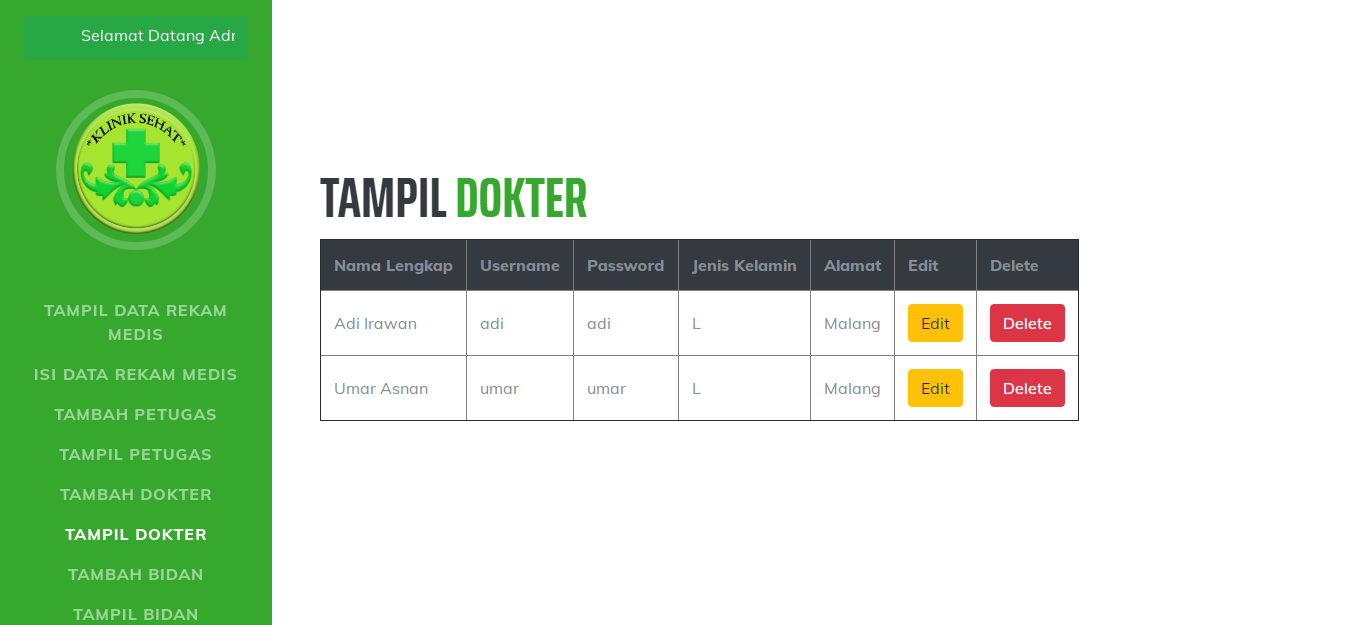 Selamat Datang Adr
*KLINIK SEHAT*
TAMPIL DATA REKAM
MEDIS
ISI DATA REKAM MEDIS
TAMBAH PETUGAS
TAMPIL PETUGAS
TAMBAH DOKTER
TAMPIL DOKTER
TAMBAH BIDAN
TAMPIL BIDAN
TAMPIL DOKTER
Nama Lengkap Username Password Jenis Kelamin Alamat Edit Delete
Adi Irawan adi adi L Malang Edit Delete
Umar Asnan umar umar L Malang Edit Delete